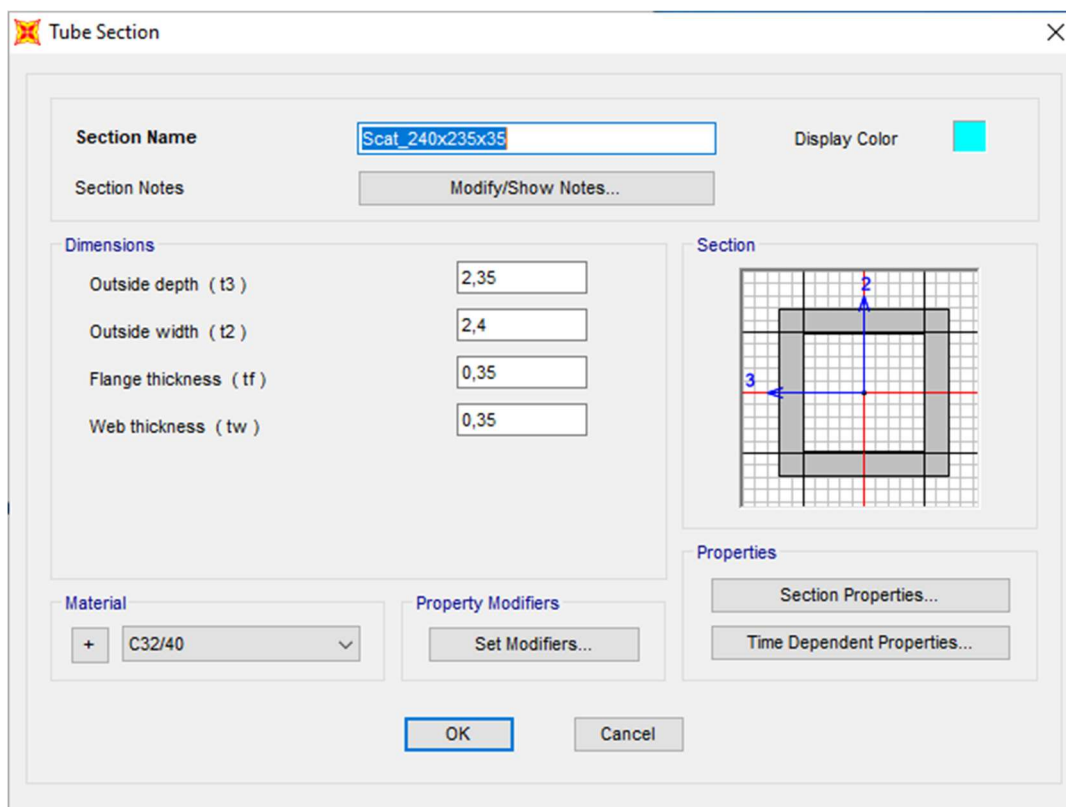 Tube Section
Section Name Scat_240x235x35 Display Color
Section Notes Modify/Show Notes...
Dimensions
Outside depth ( t3 ) 2,35
Outside width ( t2 ) 2,4
Flange thickness ( tf ) 0,35
Web thickness ( tw ) 0,35
Section
2
3
Properties
Section Properties...
Time Dependent Properties...
Material
+ C32/40
Property Modifiers
Set Modifiers...
OK Cancel